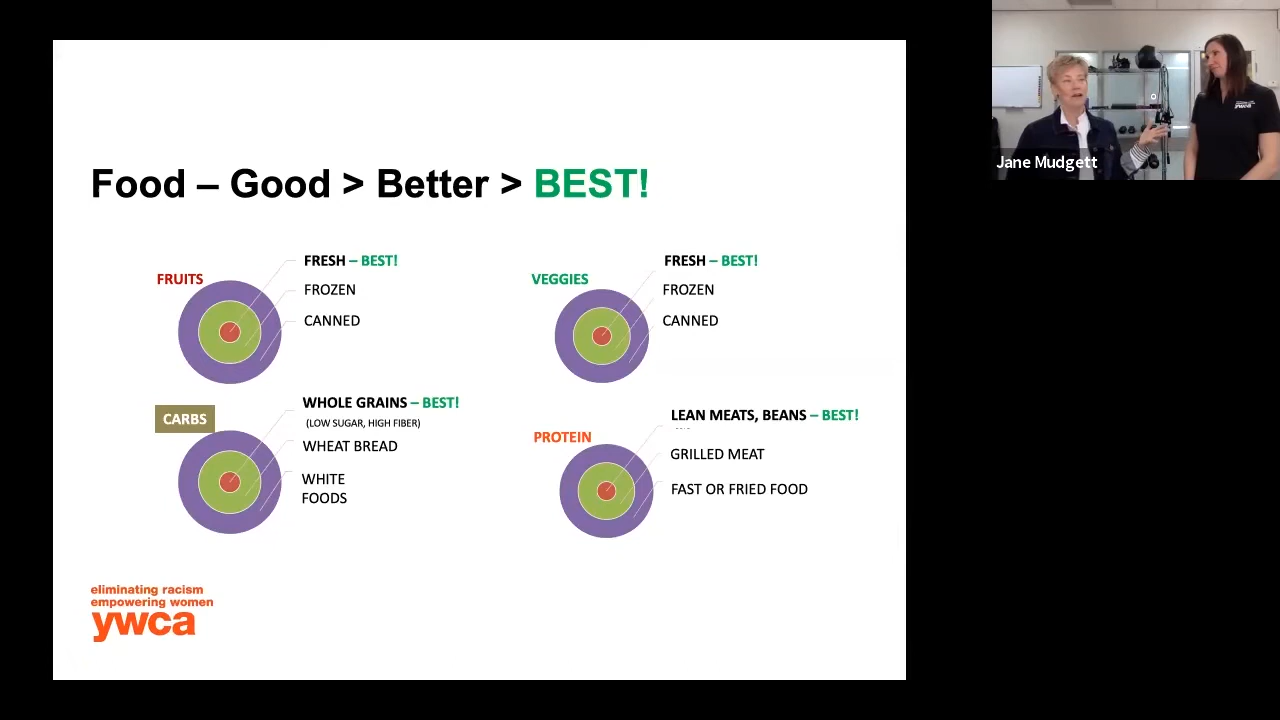 Food – Good > Better > BEST!
FRUITS
FRESH – BEST!
FROZEN
CANNED
VEGGIES
FRESH – BEST!
FROZEN
CANNED
CARBS
WHOLE GRAINS – BEST!
(LOW SUGAR, HIGH FIBER)
WHEAT BREAD
WHITE
FOODS
PROTEIN
LEAN MEATS, BEANS – BEST!
GRILLED MEAT
FAST OR FRIED FOOD
eliminating racism
empowering women
ywca
Jane Mudgett
ywca